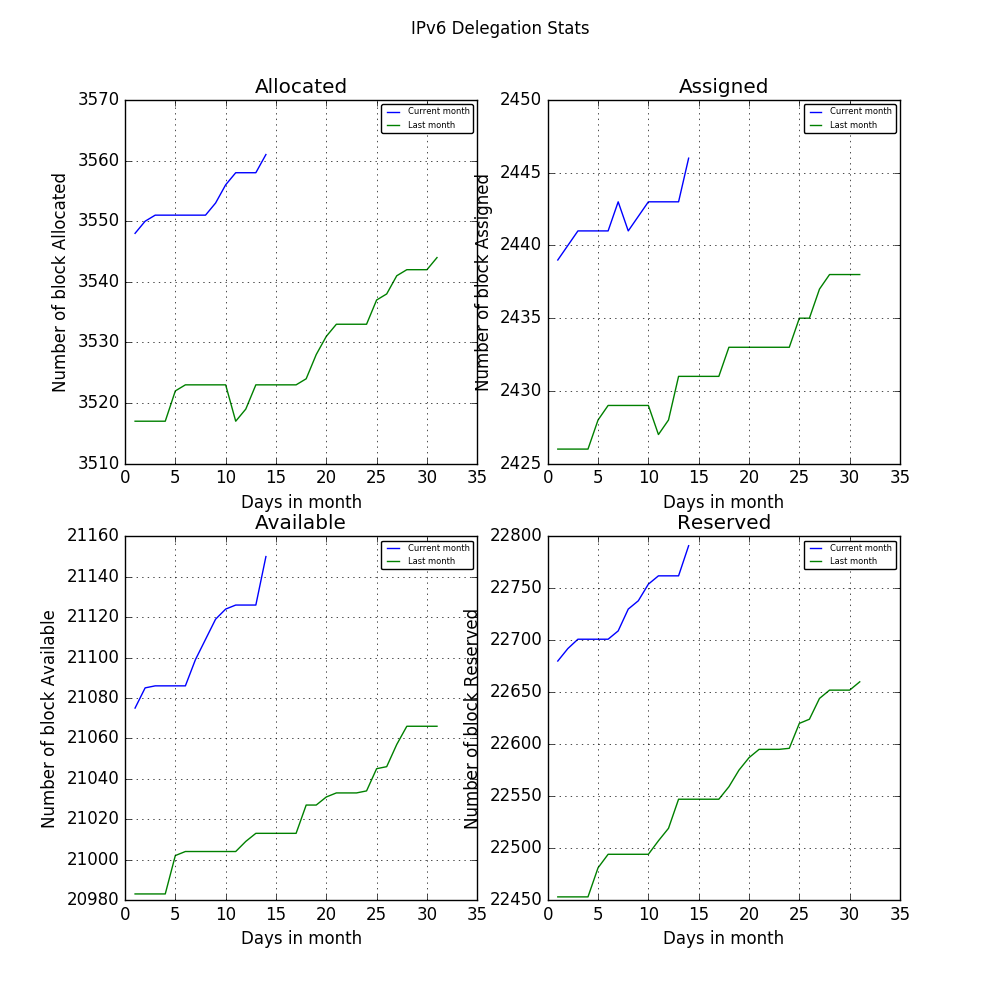 IPv6 Delegation Stats
Allocated
Number of block Allocated
3570
3560
3550
3540
3530
3520
3510
Current month
Last month
0 5 10 15 20 25 30 35
Days in month
Assigned
Number of block Assigned
2450
2445
2440
2435
2430
2425
Current month
Last month
0 5 10 15 20 25 30 35
Days in month
Available
Number of block Available
21160
21140
21120
21100
21080
21060
21040
21020
21000
20980
Current month
Last month
0 5 10 15 20 25 30 35
Days in month
Reserved
Number of block Reserved
22800
22750
22700
22650
22600
22550
22500
22450
Current month
Last month
0 5 10 15 20 25 30 35
Days in month